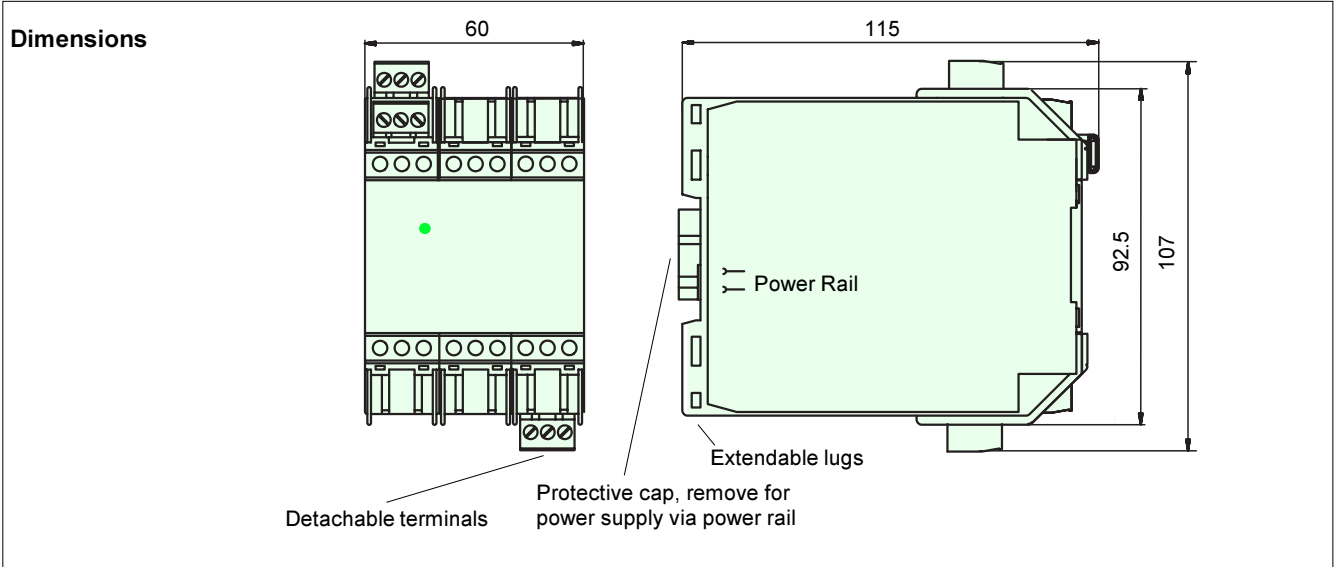 Dimensions
60
115
92.5
107
Power Rail
Extendable lugs
Protective cap, remove for
power supply via power rail
Detachable terminals